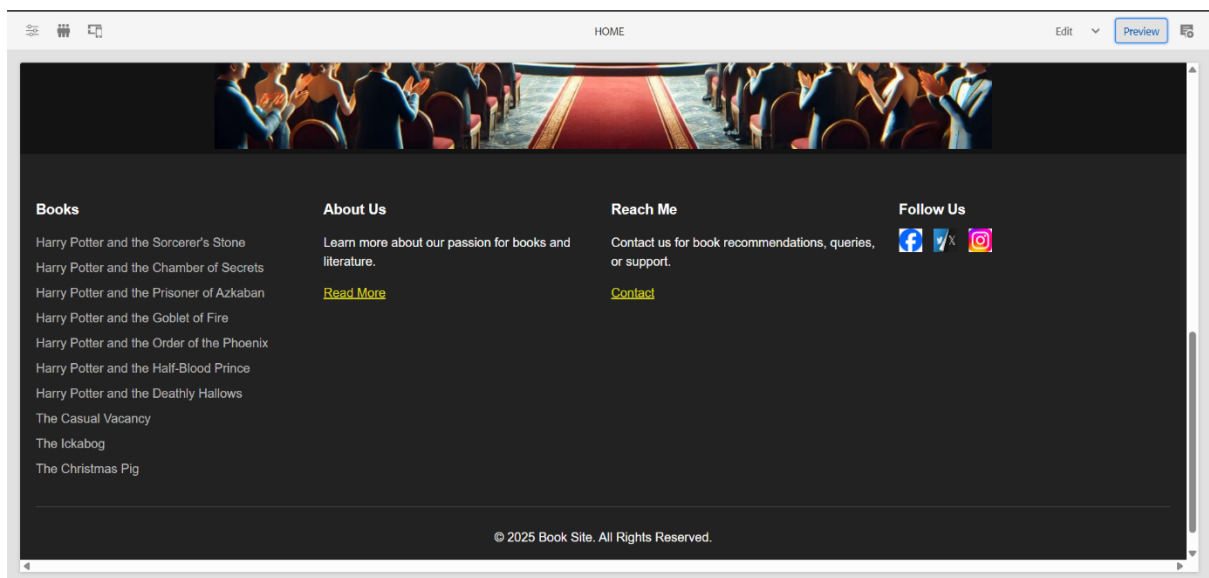 HOME
Edit
Preview
Books
Harry Potter and the Sorcerer's Stone
Harry Potter and the Chamber of Secrets
Harry Potter and the Prisoner of Azkaban
Harry Potter and the Goblet of Fire
Harry Potter and the Order of the Phoenix
Harry Potter and the Half-Blood Prince
Harry Potter and the Deathly Hallows
The Casual Vacancy
The Ickabog
The Christmas Pig
About Us
Learn more about our passion for books and
literature.
Read More
Reach Me
Contact us for book recommendations, queries,
or support.
Contact
Follow Us
© 2025 Book Site. All Rights Reserved.